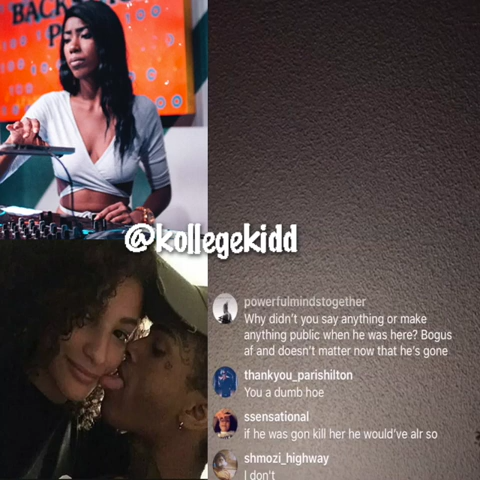 BACKS
P
@kollegekidd
powerfulmindstogether
Why didn't you say anything or make
anything public when he was here? Bogus
af and doesn't matter now that he's gone
thankyou_parishilton
You a dumb hoe
ssensational
if he was gon kill her he would've alr so
shmozi_highway
I don't